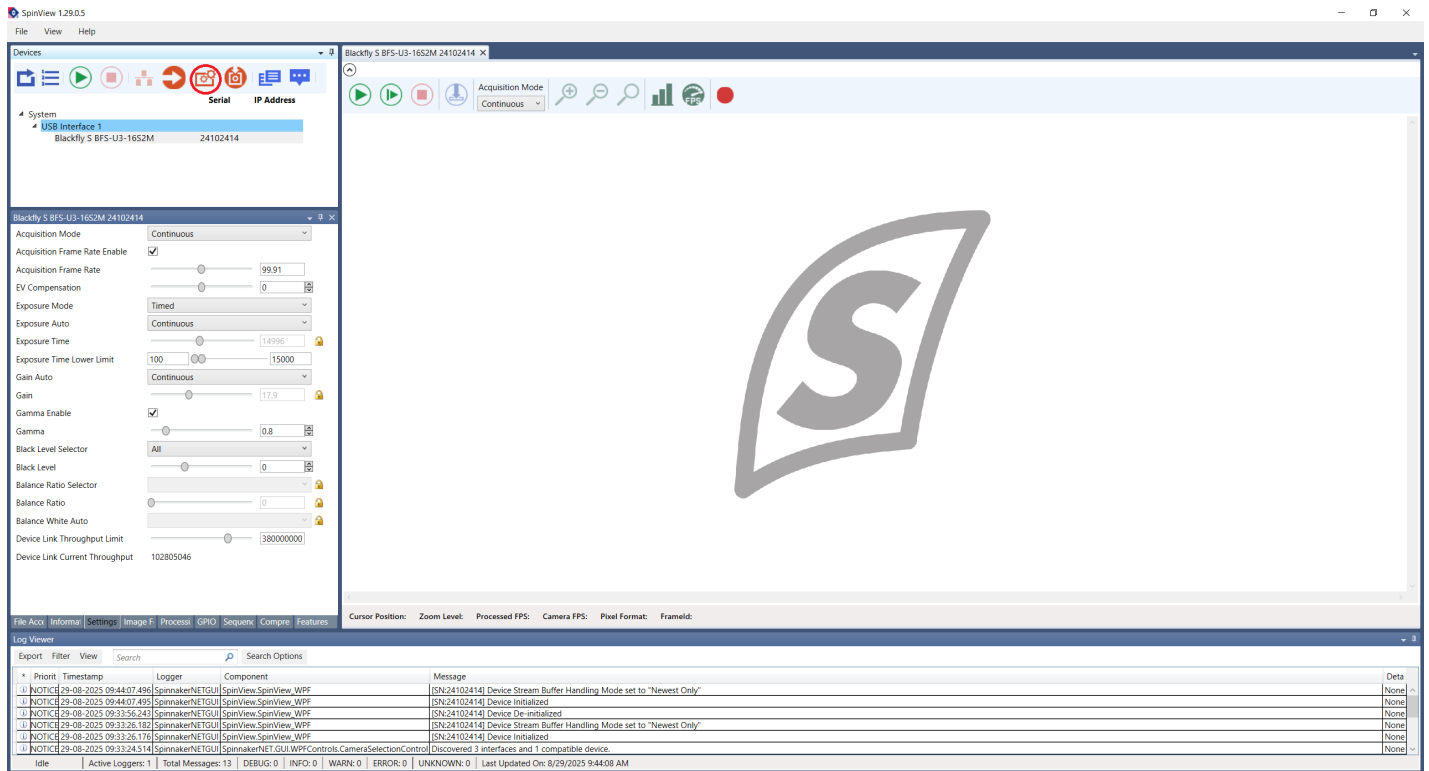 SpinView 1.29.0.5
File View Help
Devices
Serial IP Address
System
USB Interface 1
Blackfly S BFS-U3-16S2M 24102414
Blackfly S BFS-U3-16S2M 24102414
Acquisition Mode Continuous
Acquisition Frame Rate Enable
Acquisition Frame Rate 99.91
EV Compensation 0
Exposure Mode Timed
Exposure Auto Continuous
Exposure Time 14996
Exposure Time Lower Limit 100 15000
Gain Auto Continuous
Gain 17.9
Gamma Enable
Gamma 0.8
Black Level Selector All
Black Level 0
Balance Ratio Selector
Balance Ratio 0
Balance White Auto
Device Link Throughput Limit 380000000
Device Link Current Throughput 102805046
File Acce Informat Settings Image F Processi GPIO Sequenc Compre Features
Blackfly S BFS-U3-16S2M 24102414
Acquisition Mode
Continuous
FPS
S
Cursor Position: Zoom Level: Processed FPS: Camera FPS: Pixel Format: FrameId:
Log Viewer
Export Filter View Search Search Options
* Priorit Timestamp Logger Component Message Deta
NOTICE 29-08-2025 09:44:07.496 SpinnakerNETGUI SpinView.SpinView_WPF [SN:24102414] Device Stream Buffer Handling Mode set to "Newest Only" None
NOTICE 29-08-2025 09:44:07.495 SpinnakerNETGUI SpinView.SpinView_WPF [SN:24102414] Device Initialized None
NOTICE 29-08-2025 09:33:56.243 SpinnakerNETGUI SpinView.SpinView_WPF [SN:24102414] Device De-initialized None
NOTICE 29-08-2025 09:33:26.182 SpinnakerNETGUI SpinView.SpinView_WPF [SN:24102414] Device Stream Buffer Handling Mode set to "Newest Only" None
NOTICE 29-08-2025 09:33:26.176 SpinnakerNETGUI SpinView.SpinView_WPF [SN:24102414] Device Initialized None
NOTICE 29-08-2025 09:33:24.514 SpinnakerNETGUI SpinnakerNET.GUI.WPFControls.CameraSelectionControl Discovered 3 interfaces and 1 compatible device. None
Idle Active Loggers: 1 Total Messages: 13 DEBUG: 0 INFO: 0 WARN: 0 ERROR: 0 UNKNOWN: 0 Last Updated On: 8/29/2025 9:44:08 AM